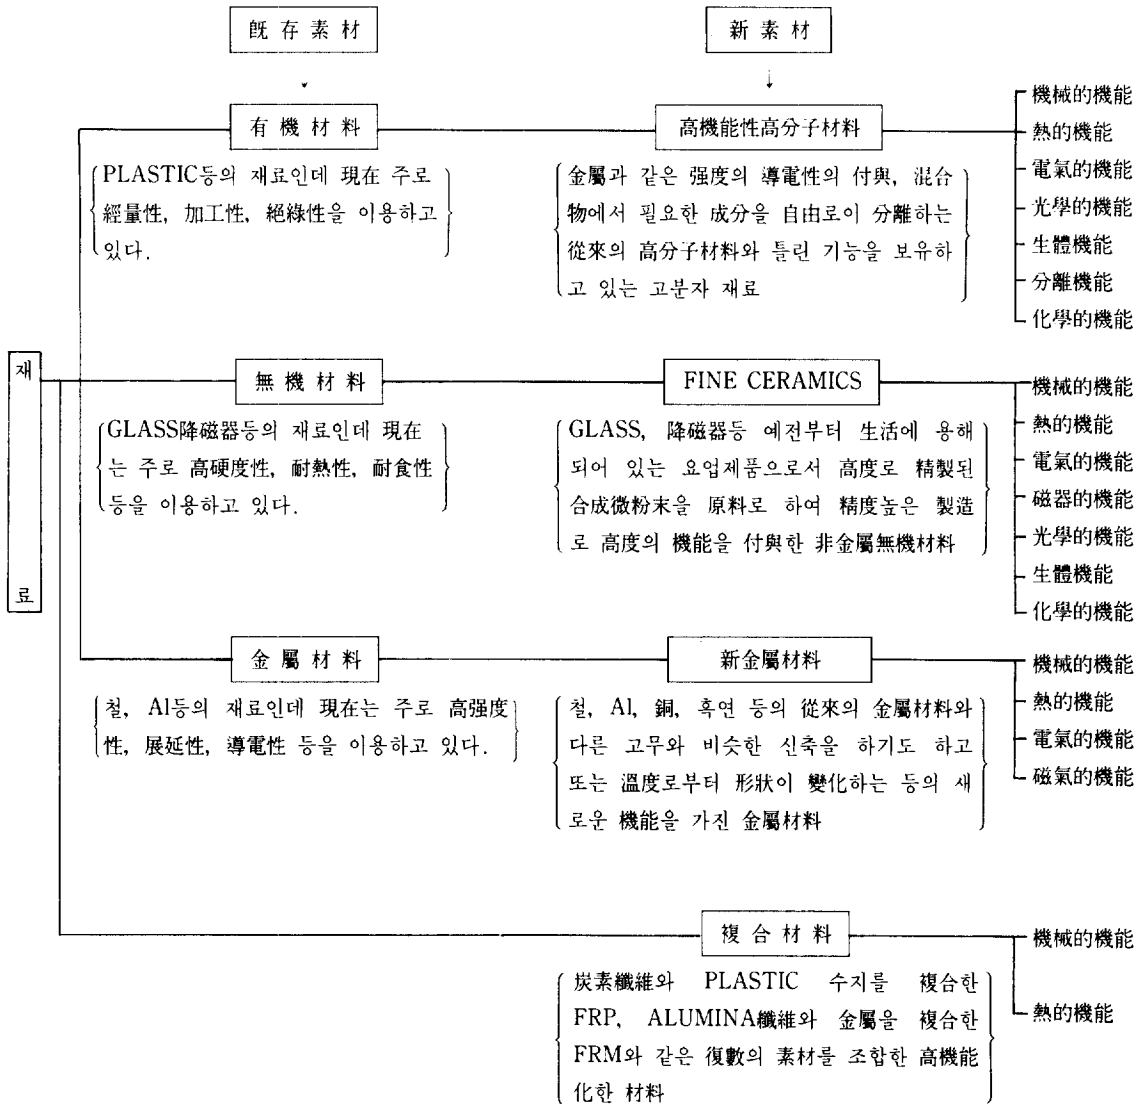 既存素材
新素材
有機材料
高機能性高分子材料
PLASTIC등의 재료인데 現在 주로
經量性, 加工性, 絕緣性을 이용하고
있다.
金屬과 같은 强度의 導電性의 付與, 混合
物에서 필요한 成分을 自由로이 分離하는
從來의 高分子材料와 틀린 기능을 보유하
고 있는 고분자 재료
機械的機能
熱的機能
電氣的機能
光學的機能
生體機能
分離機能
化學的機能
재료
無機材料
FINE CERAMICS
GLASS降磁器등의 재료인데 現在
는 주로 高硬度性, 耐熱性, 耐食性
등을 이용하고 있다.
GLASS, 降磁器등 예전부터 生活에 용해
되어 있는 요업제품으로서 高度로 精製된
合成微粉末을 原料로 하여 精度높은 製造
로 高度의 機能을 付與한 非金屬無機材料
機械的機能
熱的機能
電氣的機能
磁器的機能
光學的機能
生體機能
化學的機能
金屬材料
新金屬材料
철, Al등의 재료인데 現在는 주로 高强度
性, 展延性, 導電性 등을 이용하고 있다.
철, Al, 銅, 흑연 등의 從來의 金屬材料와
다른 고무와 비슷한 신축을 하기도 하고
또는 溫度로부터 形狀이 變化하는 등의 새
로운 機能을 가진 金屬材料
機械的機能
熱的機能
電氣的機能
磁氣的機能
複合材料
炭素纖維와 PLASTIC 수지를 複合한
FRP, ALUMINA纖維와 金屬을 複合한
FRM와 같은 復數의 素材를 조합한 高機能
化한 材料
機械的機能
熱的機能